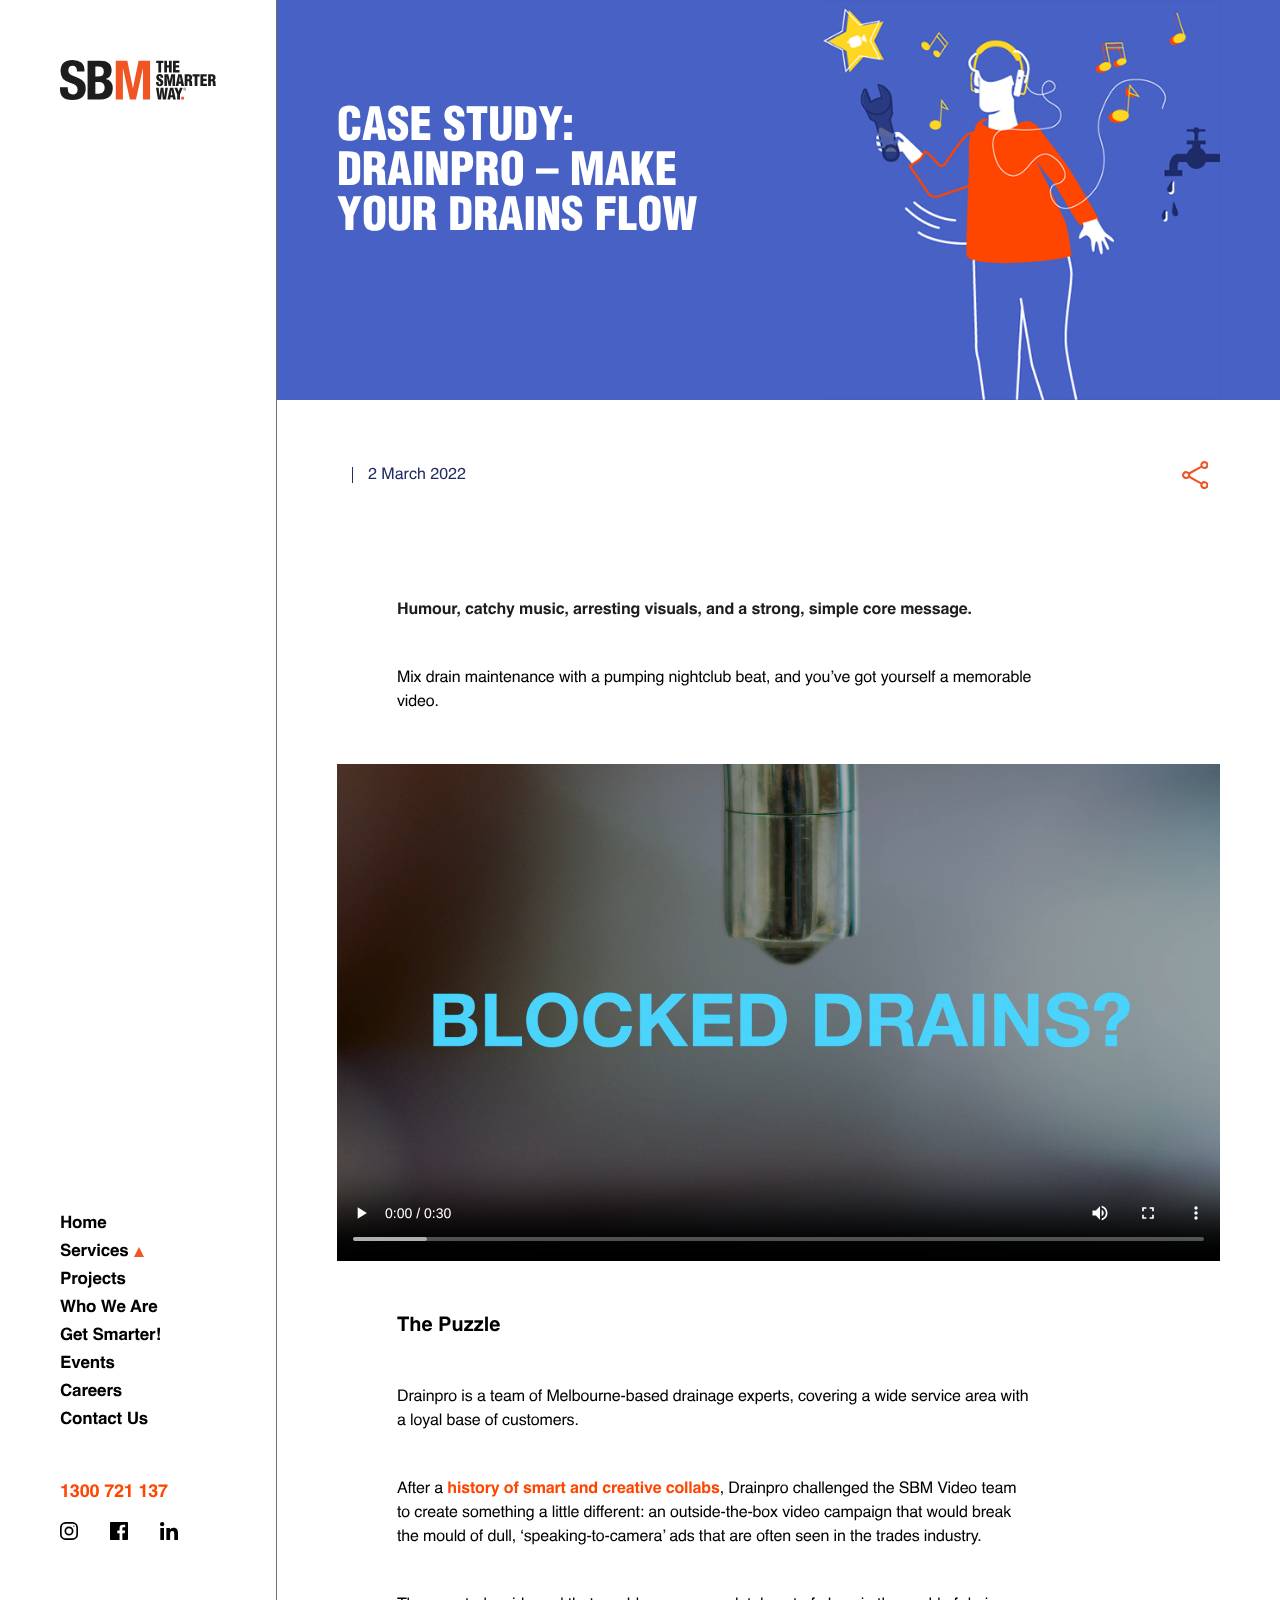 SBM THE
SMARTER
WAY.
CASE STUDY:
DRAINPRO – MAKE
YOUR DRAINS FLOW
| 2 March 2022
Humour, catchy music, arresting visuals, and a strong, simple core message.
Mix drain maintenance with a pumping nightclub beat, and you’ve got yourself a memorable
video.
BLOCKED DRAINS?
0:00 / 0:30
The Puzzle
Drainpro is a team of Melbourne-based drainage experts, covering a wide service area with
a loyal base of customers.
After a history of smart and creative collabs, Drainpro challenged the SBM Video team
to create something a little different: an outside-the-box video campaign that would break
the mould of dull, ‘speaking-to-camera’ ads that are often seen in the trades industry.
Home
Services
Projects
Who We Are
Get Smarter!
Events
Careers
Contact Us
1300 721 137